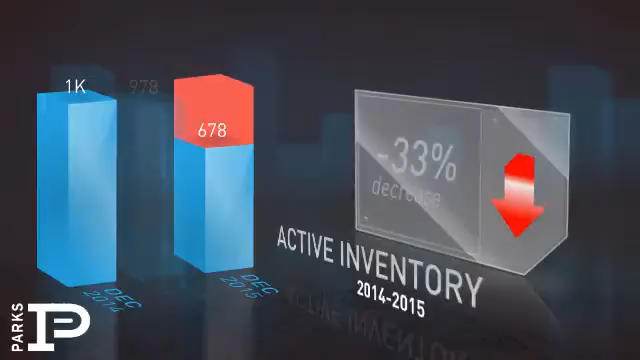 1K
978
678
DEC
2014
DEC
2015
-33%
decrease
ACTIVE INVENTORY
2014-2015
PARKS
P